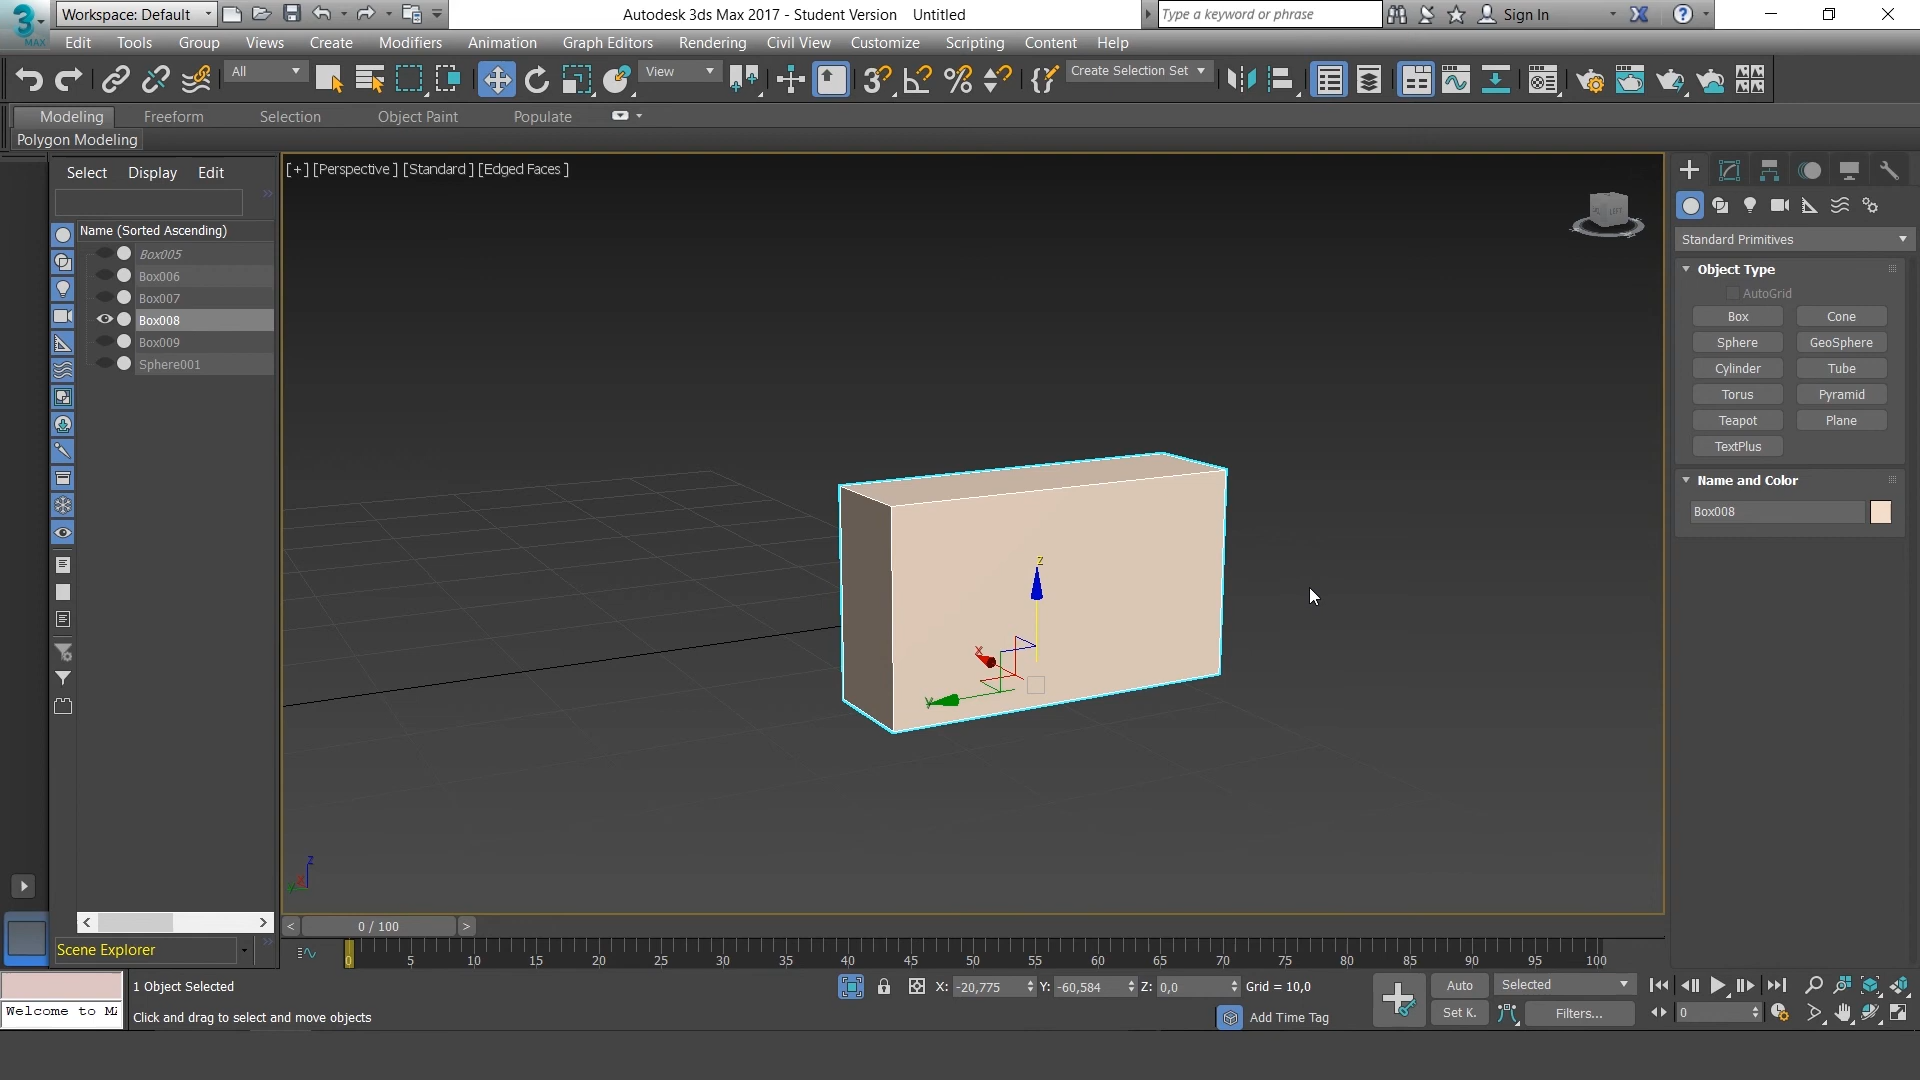 Workspace: Default
Autodesk 3ds Max 2017 - Student Version Untitled
Type a keyword or phrase
Sign In
3
MAX
Edit Tools Group Views Create Modifiers Animation Graph Editors Rendering Civil View Customize Scripting Content Help
All
View
Create Selection Set
Modeling Freeform Selection Object Paint Populate
Polygon Modeling
Select Display Edit
Name (Sorted Ascending)
Box005
Box006
Box007
Box008
Box009
Sphere001
Scene Explorer
[+] [Perspective ] [Standard ] [Edged Faces ]
z
x
y
z
x
y
Standard Primitives
Object Type
AutoGrid
Box Cone
Sphere GeoSphere
Cylinder Tube
Torus Pyramid
Teapot Plane
TextPlus
Name and Color
Box008
< 0 / 100 >
0 5 10 15 20 25 30 35 40 45 50 55 60 65 70 75 80 85 90 95 100
1 Object Selected
X: -20,775 Y: -60,584 Z: 0,0 Grid = 10,0
Auto Selected
Welcome to M
Click and drag to select and move objects
Add Time Tag
Set K. Filters...
0